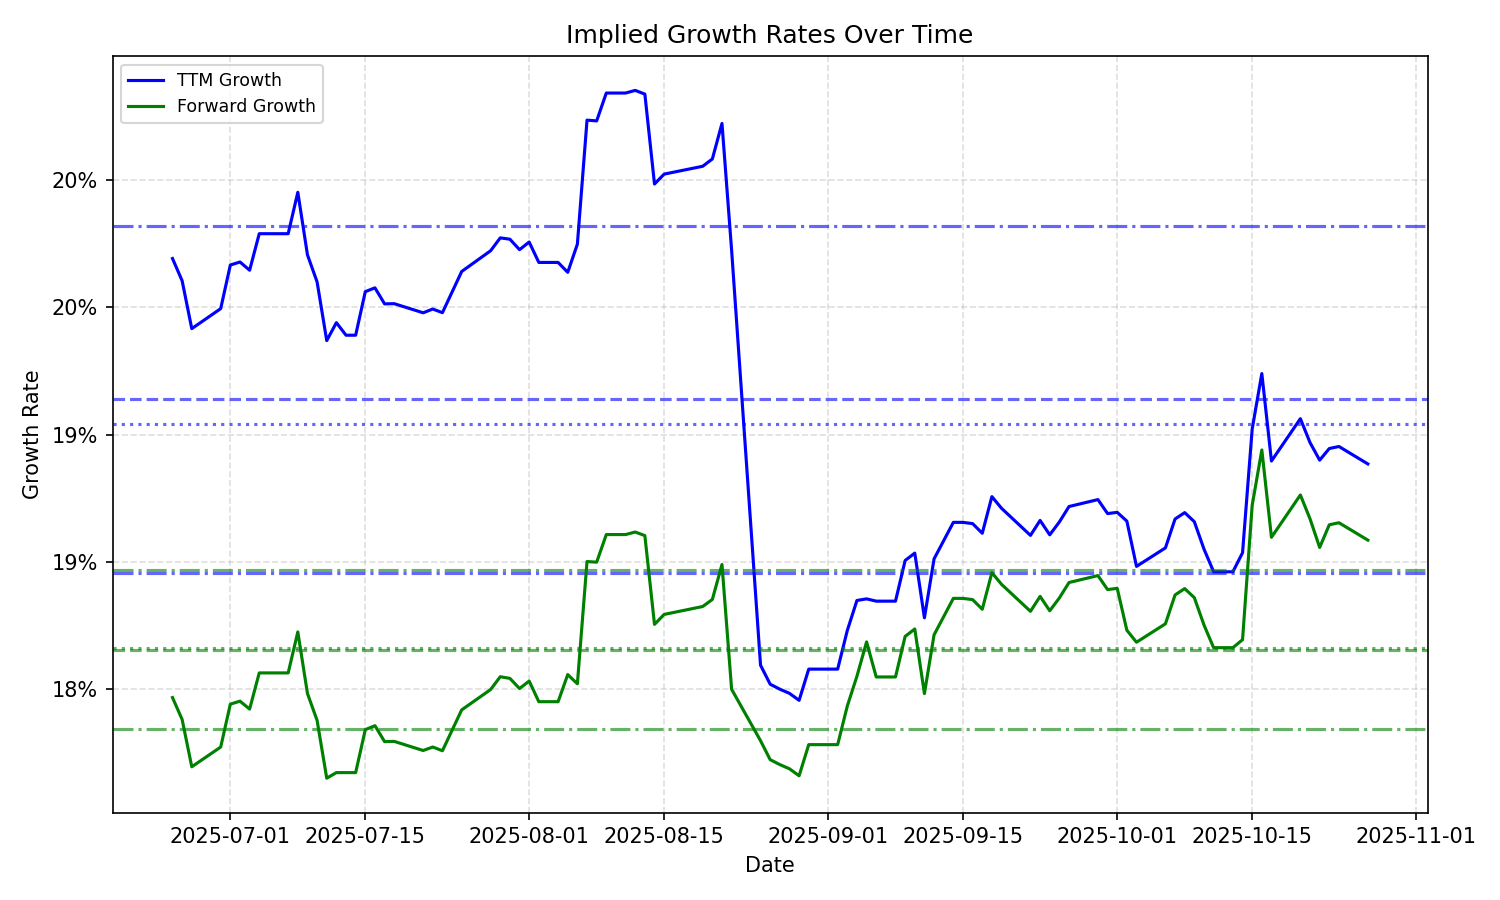 Implied Growth Rates Over Time
TTM Growth
Forward Growth
20%
20%
19%
19%
18%
Growth Rate
2025-07-01 2025-07-15 2025-08-01 2025-08-15 2025-09-01 2025-09-15 2025-10-01 2025-10-15 2025-11-01
Date